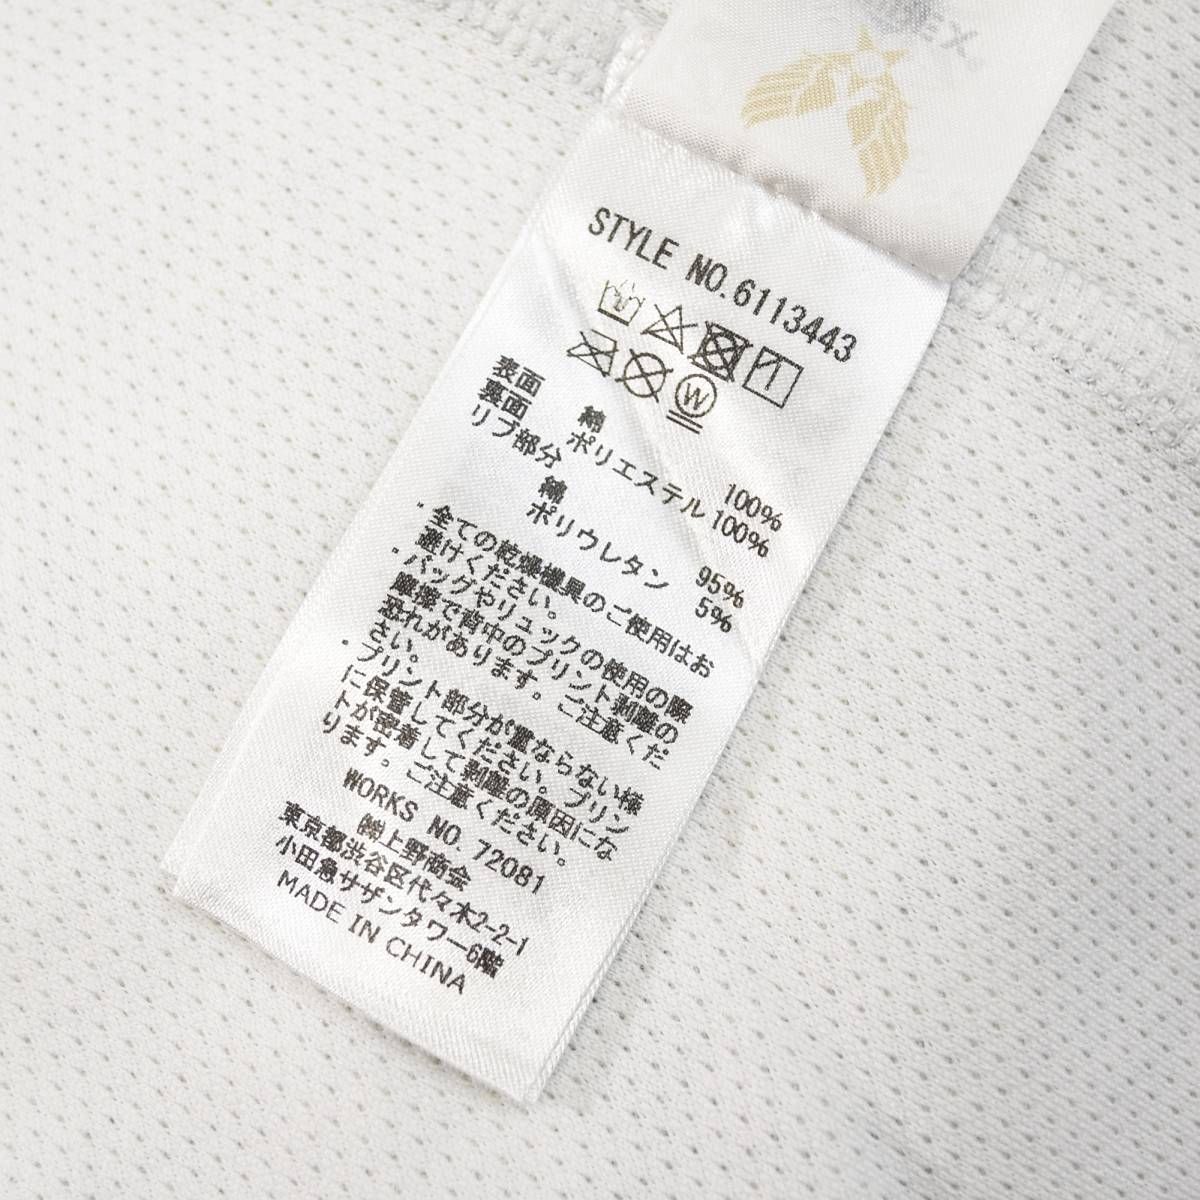 STYLE NO.6113443
W
表面 綿 100%
裏面 ポリエステル 100%
リブ部分
綿 95%
ポリウレタン 5%
・全ての乾燥機具のご使用はお
避けください。
・バッグやリュックの使用の際
摩擦で背中のプリント剥離の
恐れがあります。ご注意くだ
さい。
・プリント部分が重ならない様
に保管してください。プリン
トが密着して剥離の原因にな
ります。ご注意ください。
WORKS NO. 72081
㈱上野商会
東京都渋谷区代々木2-2-1
小田急サザンタワー6階
MADE IN CHINA